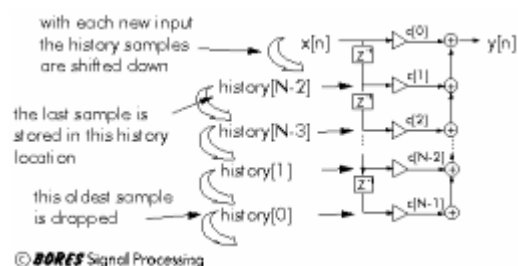 with each new input
the history samples
are shifted down
x[n]
c[0]
y[n]
z⁻¹
history[N-2]
c[1]
z⁻¹
the last sample is
stored in this history
location
history[N-3]
c[2]
history[1]
c[N-2]
z⁻¹
this oldest sample
is dropped
history[0]
c[N-1]
© BORES Signal Processing